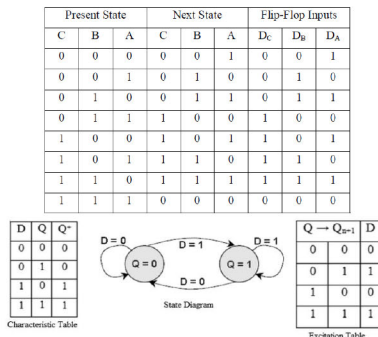 Present State Next State Flip-Flop Inputs
C B A C B A DC DB DA
0 0 0 0 0 1 0 0 1
0 0 1 0 1 0 0 1 0
0 1 0 0 1 1 0 1 1
0 1 1 1 0 0 1 0 0
1 0 0 1 0 1 1 0 1
1 0 1 1 1 0 1 1 0
1 1 0 1 1 1 1 1 1
1 1 1 0 0 0 0 0 0
D Q Q+
0 0 0
0 1 0
1 0 1
1 1 1
Characteristic Table
D = 0
D = 1
D = 1
Q = 0
Q = 1
D = 0
State Diagram
Q → Qn+1 D
0 0 0
0 1 1
1 0 0
1 1 1
Excitation Table